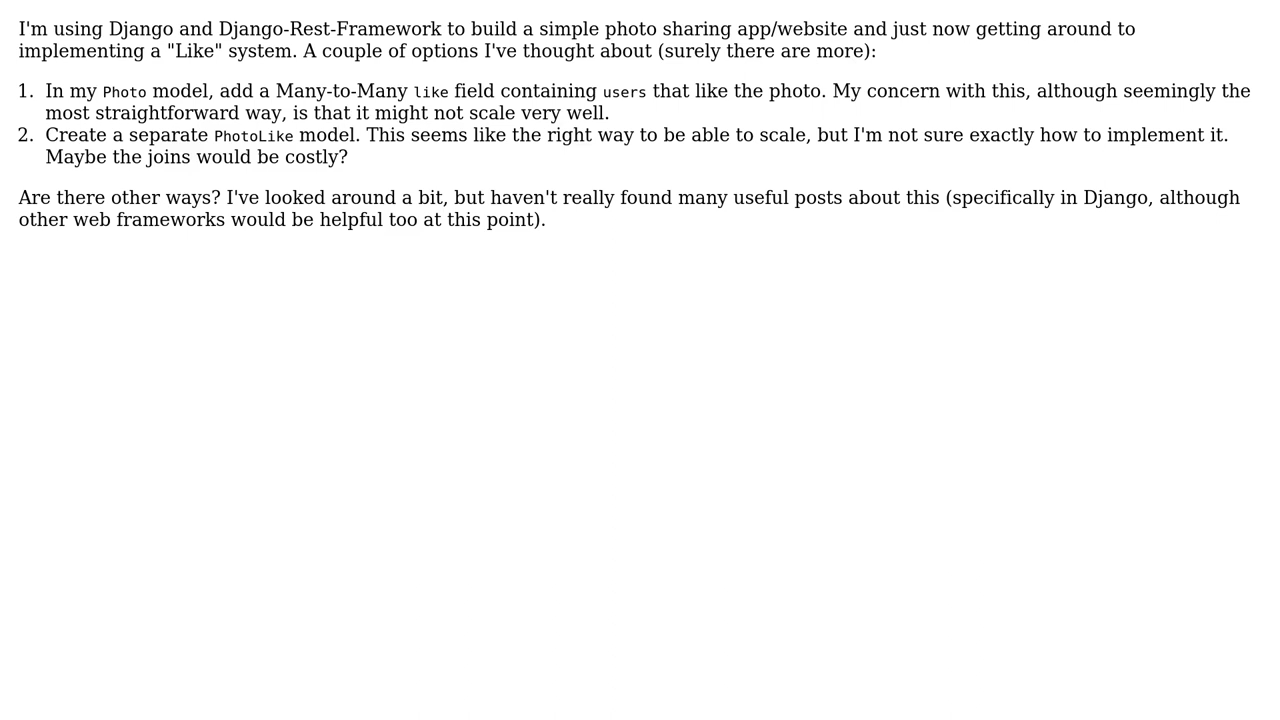 I'm using Django and Django-Rest-Framework to build a simple photo sharing app/website and just now getting around to
implementing a "Like" system. A couple of options I've thought about (surely there are more):
1. In my Photo model, add a Many-to-Many like field containing users that like the photo. My concern with this, although seemingly the
most straightforward way, is that it might not scale very well.
2. Create a separate PhotoLike model. This seems like the right way to be able to scale, but I'm not sure exactly how to implement it.
Maybe the joins would be costly?
Are there other ways? I've looked around a bit, but haven't really found many useful posts about this (specifically in Django, although
other web frameworks would be helpful too at this point).